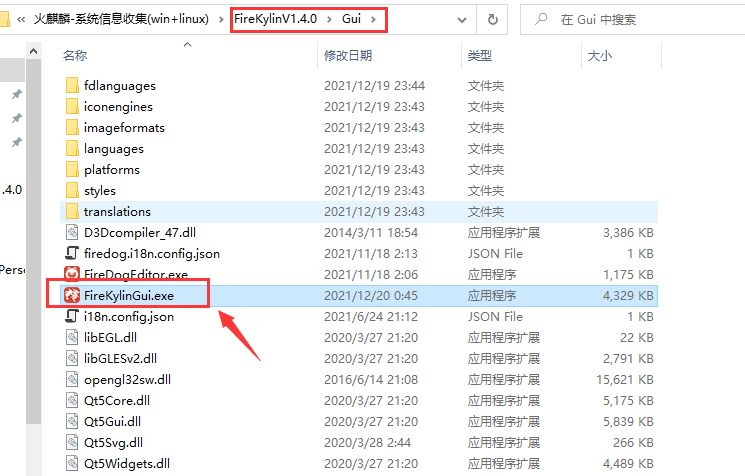 « 火麒麟-系统信息收集(win+linux) › FireKylinV1.4.0 › Gui ›
在 Gui 中搜索
名称 修改日期 类型 大小
fdlanguages 2021/12/19 23:44 文件夹
iconengines 2021/12/19 23:43 文件夹
imageformats 2021/12/19 23:43 文件夹
languages 2021/12/19 23:43 文件夹
platforms 2021/12/19 23:43 文件夹
.4.0 styles 2021/12/19 23:43 文件夹
translations 2021/12/19 23:43 文件夹
D3Dcompiler_47.dll 2014/3/11 18:54 应用程序扩展 3,386 KB
firedog.i18n.config.json 2021/11/18 2:13 JSON File 1 KB
Perso FireDogEditor.exe 2021/11/18 2:06 应用程序 1,175 KB
FireKylinGui.exe 2021/12/20 0:45 应用程序 4,329 KB
i18n.config.json 2021/6/24 21:12 JSON File 1 KB
libEGL.dll 2020/3/27 21:20 应用程序扩展 22 KB
libGLESv2.dll 2020/3/27 21:20 应用程序扩展 2,791 KB
opengl32sw.dll 2016/6/14 21:08 应用程序扩展 15,621 KB
Qt5Core.dll 2020/3/27 21:20 应用程序扩展 5,175 KB
Qt5Gui.dll 2020/3/27 21:20 应用程序扩展 5,839 KB
Qt5Svg.dll 2020/3/28 2:44 应用程序扩展 266 KB
Qt5Widgets.dll 2020/3/27 21:20 应用程序扩展 4,489 KB